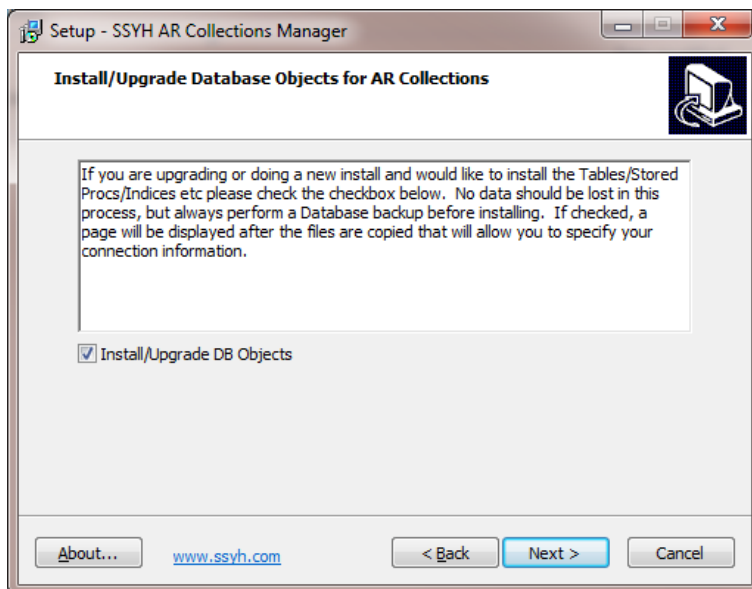 Setup - SSYH AR Collections Manager
Install/Upgrade Database Objects for AR Collections
If you are upgrading or doing a new install and would like to install the Tables/Stored
Procs/Indices etc please check the checkbox below.  No data should be lost in this
process, but always perform a Database backup before installing.  If checked, a
page will be displayed after the files are copied that will allow you to specify your
connection information.
Install/Upgrade DB Objects
About... www.ssyh.com < Back Next > Cancel